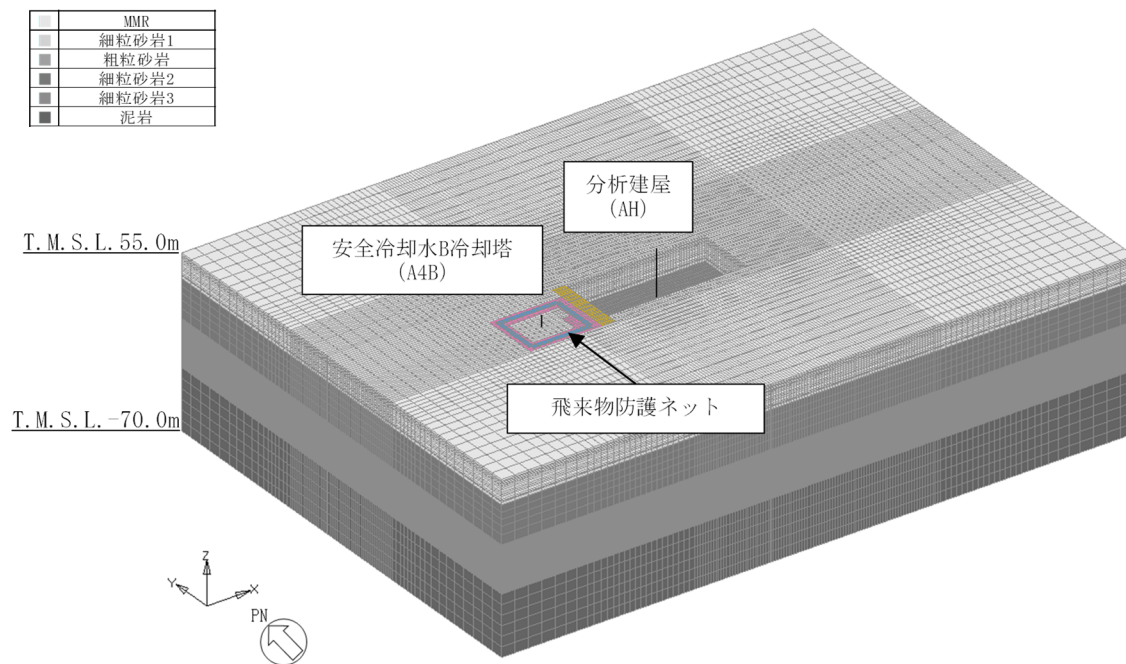 MMR
細粒砂岩1
粗粒砂岩
細粒砂岩2
細粒砂岩3
泥岩
分析建屋
(AH)
T.M.S.L.55.0m
安全冷却水B冷却塔
(A4B)
飛来物防護ネット
T.M.S.L.-70.0m
Z
Y
X
PN